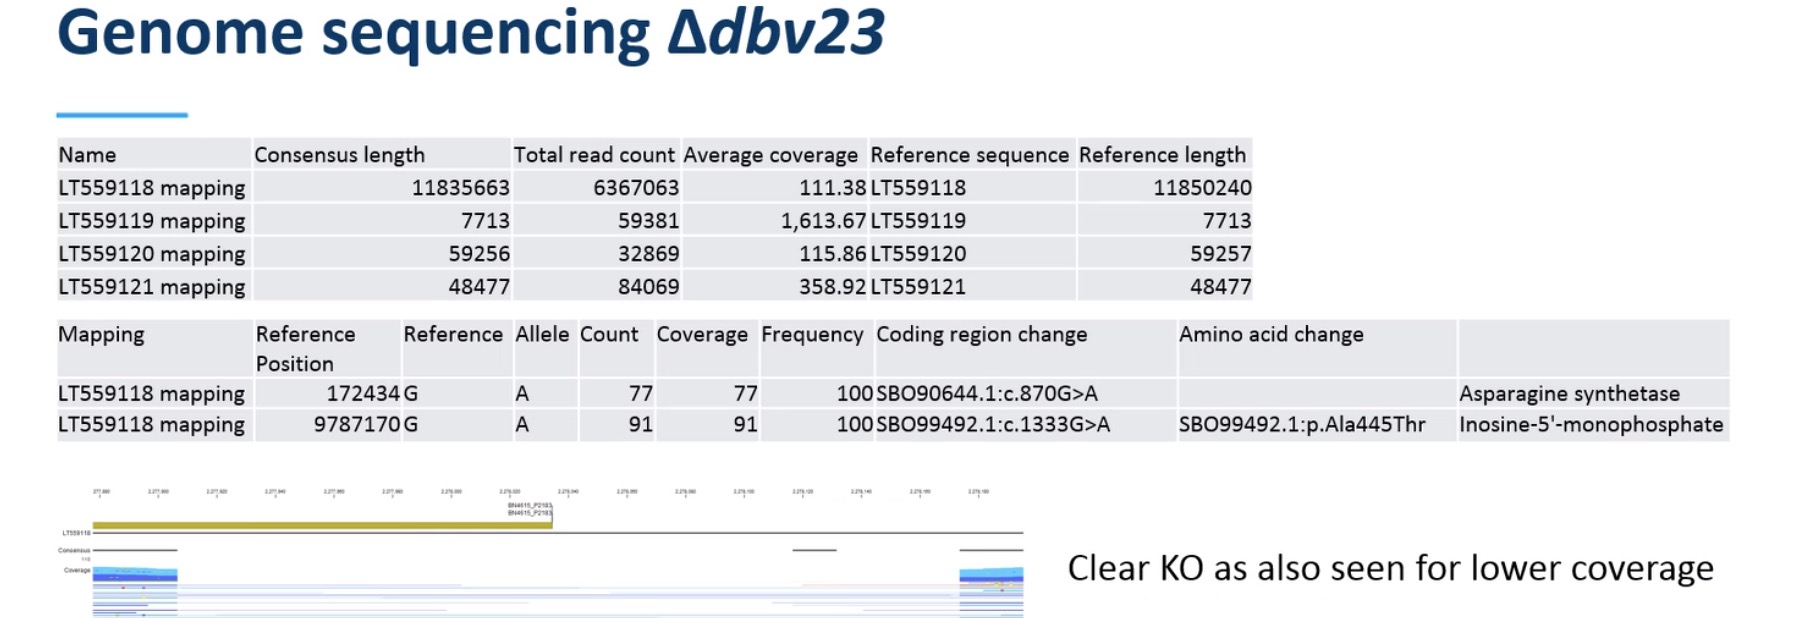 Genome sequencing Δdbv23
Name Consensus length Total read count Average coverage Reference sequence Reference length
LT559118 mapping 11835663 6367063 111.38 LT559118 11850240
LT559119 mapping 7713 59381 1,613.67 LT559119 7713
LT559120 mapping 59256 32869 115.86 LT559120 59257
LT559121 mapping 48477 84069 358.92 LT559121 48477
Mapping Reference Position Reference Allele Count Coverage Frequency Coding region change Amino acid change
LT559118 mapping 172434 G A 77 77 100 SBO90644.1:c.870G>A Asparagine synthetase
LT559118 mapping 9787170 G A 91 91 100 SBO99492.1:c.1333G>A SBO99492.1:p.Ala445Thr Inosine-5'-monophosphate
LT559118
Consensus
Coverage
Clear KO as also seen for lower coverage